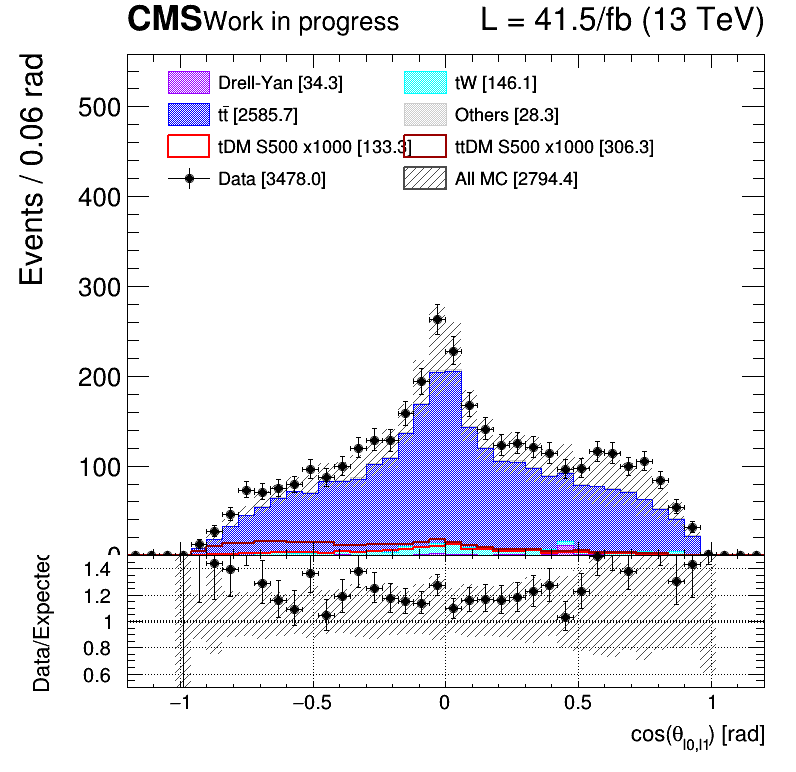 CMS Work in progress L = 41.5/fb (13 TeV)
Events / 0.06 rad
Drell-Yan [34.3] tW [146.1]
tt̄ [2585.7] Others [28.3]
tDM S500 x1000 [133.3] ttDM S500 x1000 [306.3]
Data [3478.0] All MC [2794.4]
500
400
300
200
100
0
Data/Expected
1.4
1.2
1
0.8
0.6
−1 −0.5 0 0.5 1
cos(θl0,l1) [rad]